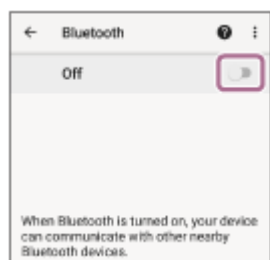 Bluetooth
Off
When Bluetooth is turned on, your device
can communicate with other nearby
Bluetooth devices.